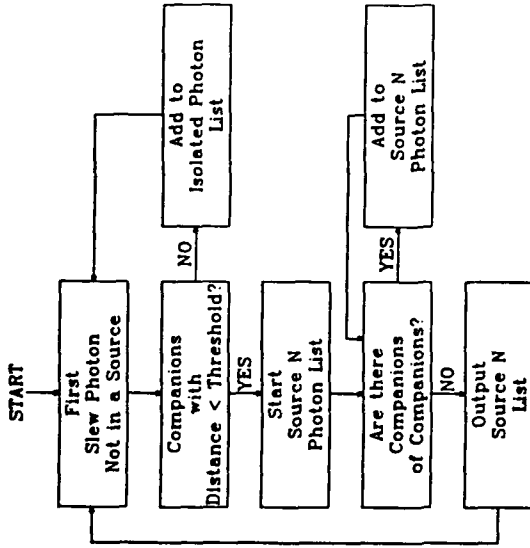 START
First
Slew Photon
Not in a Source
Companions
with
Distance < Threshold?
NO
Add to
Isolated Photon
List
YES
Start
Source N
Photon List
Are there
Companions
of Companions?
YES
Add to
Source N
Photon List
NO
Output
Source N
List